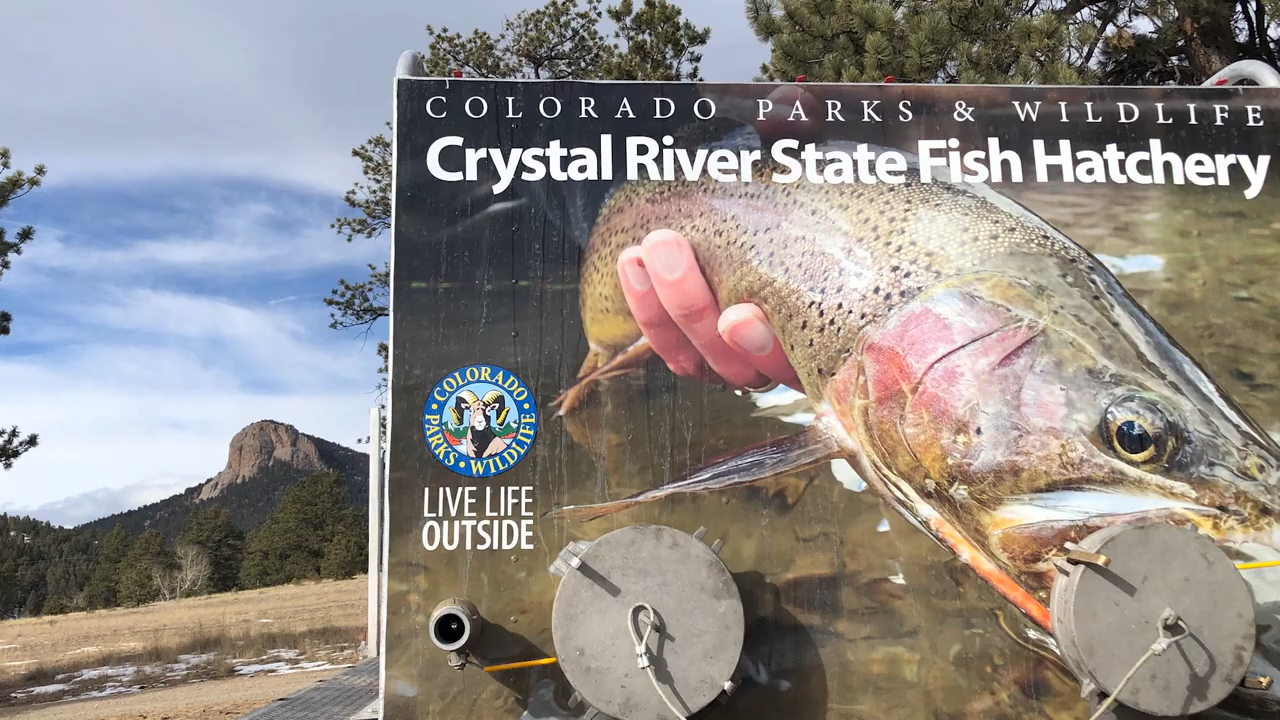 COLORADO PARKS & WILDLIFE
Crystal River State Fish Hatchery
COLORADO
PARKS • WILDLIFE
LIVE LIFE
OUTSIDE